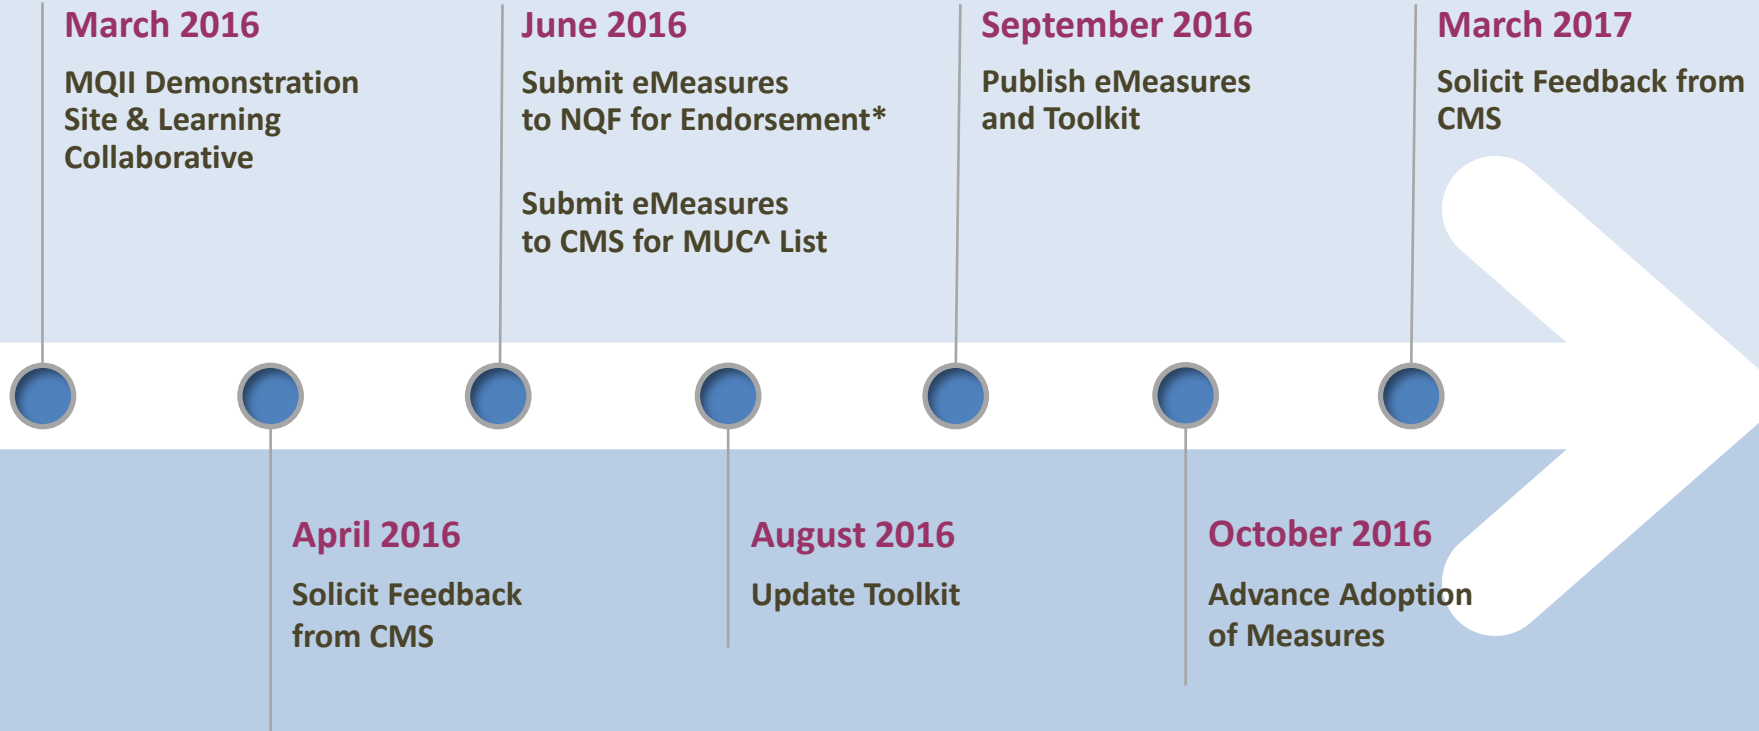 March 2016
MQII Demonstration
Site & Learning
Collaborative
June 2016
Submit eMeasures
to NQF for Endorsement*
Submit eMeasures
to CMS for MUC^ List
September 2016
Publish eMeasures
and Toolkit
March 2017
Solicit Feedback from
CMS
April 2016
Solicit Feedback
from CMS
August 2016
Update Toolkit
October 2016
Advance Adoption
of Measures